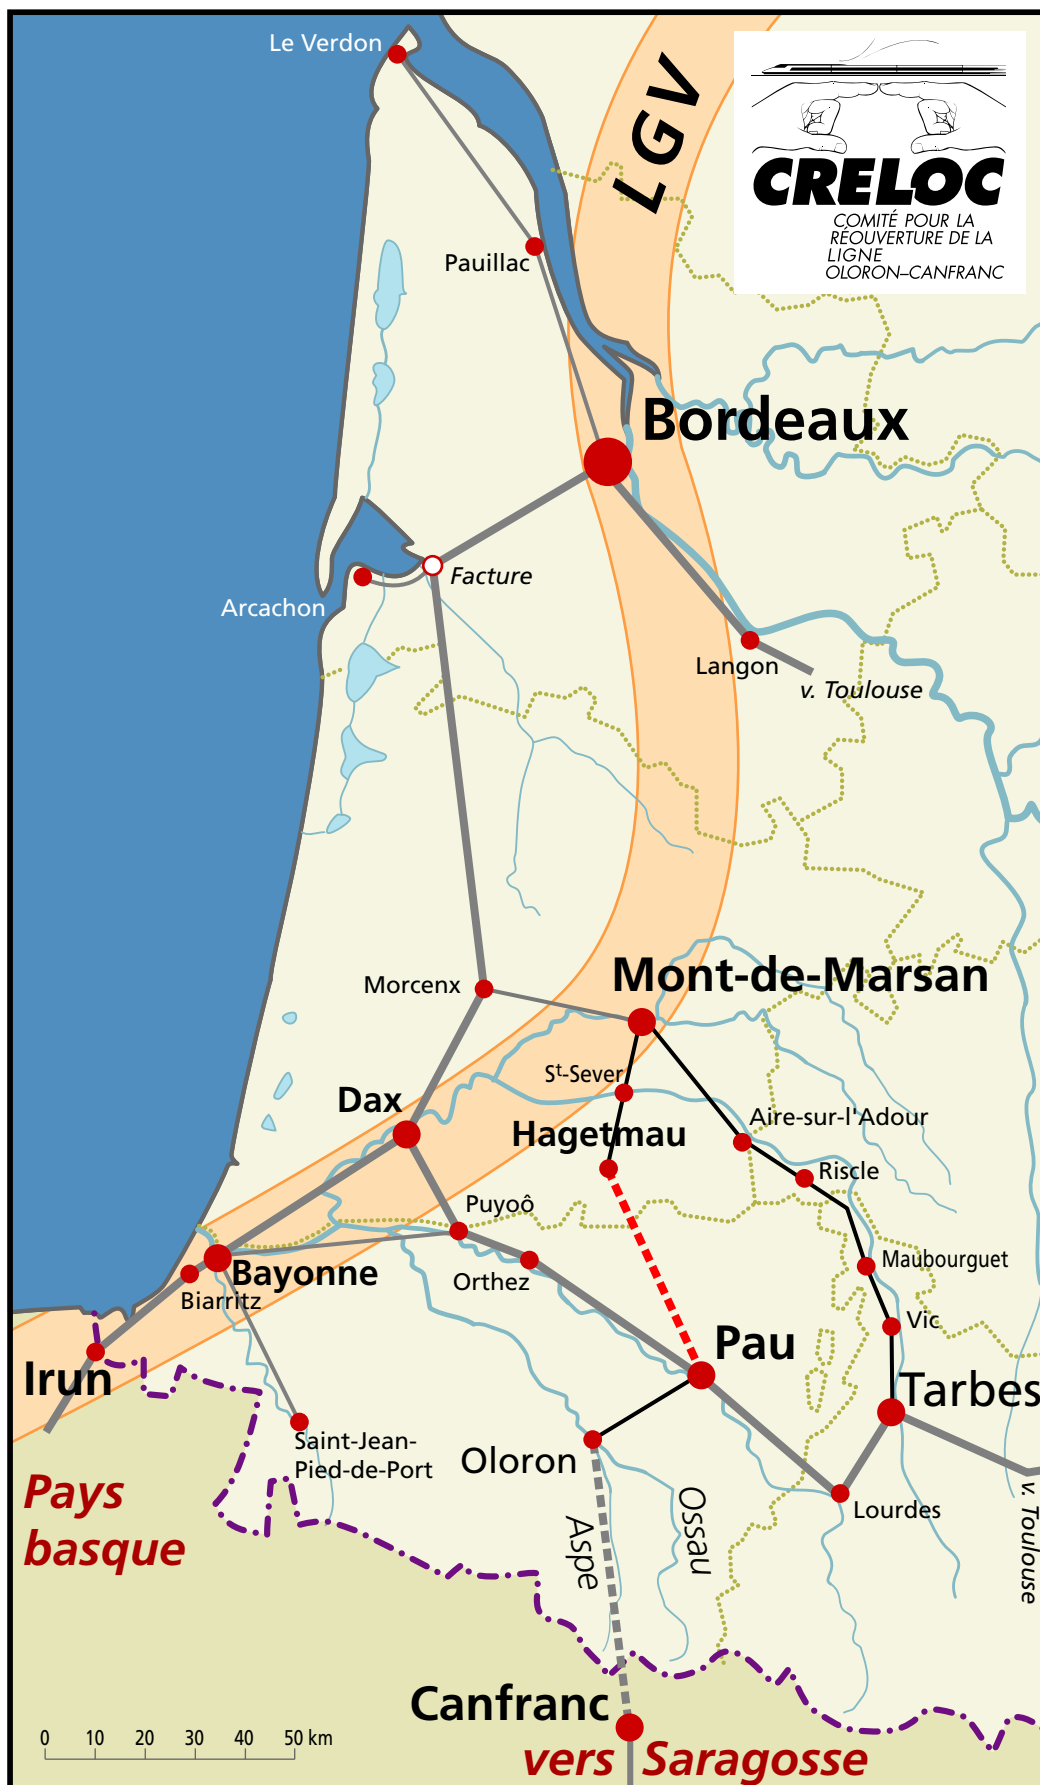 Le Verdon
LGV
CRELOC
COMITÉ POUR LA
RÉOUVERTURE DE LA
LIGNE
OLORON–CANFRANC
Pauillac
Bordeaux
Facture
Arcachon
Langon
v. Toulouse
Morcenx
Mont-de-Marsan
St-Sever
Dax
Aire-sur-l'Adour
Hagetmau
Riscle
Puyoô
Maubourguet
Bayonne
Orthez
Biarritz
Vic
Pau
Irun
Tarbes
Saint-Jean-
Pied-de-Port
Oloron
Pays
basque
Lourdes
Ossau
Aspe
v. Toulouse
Canfranc
0 10 20 30 40 50 km
vers Saragosse